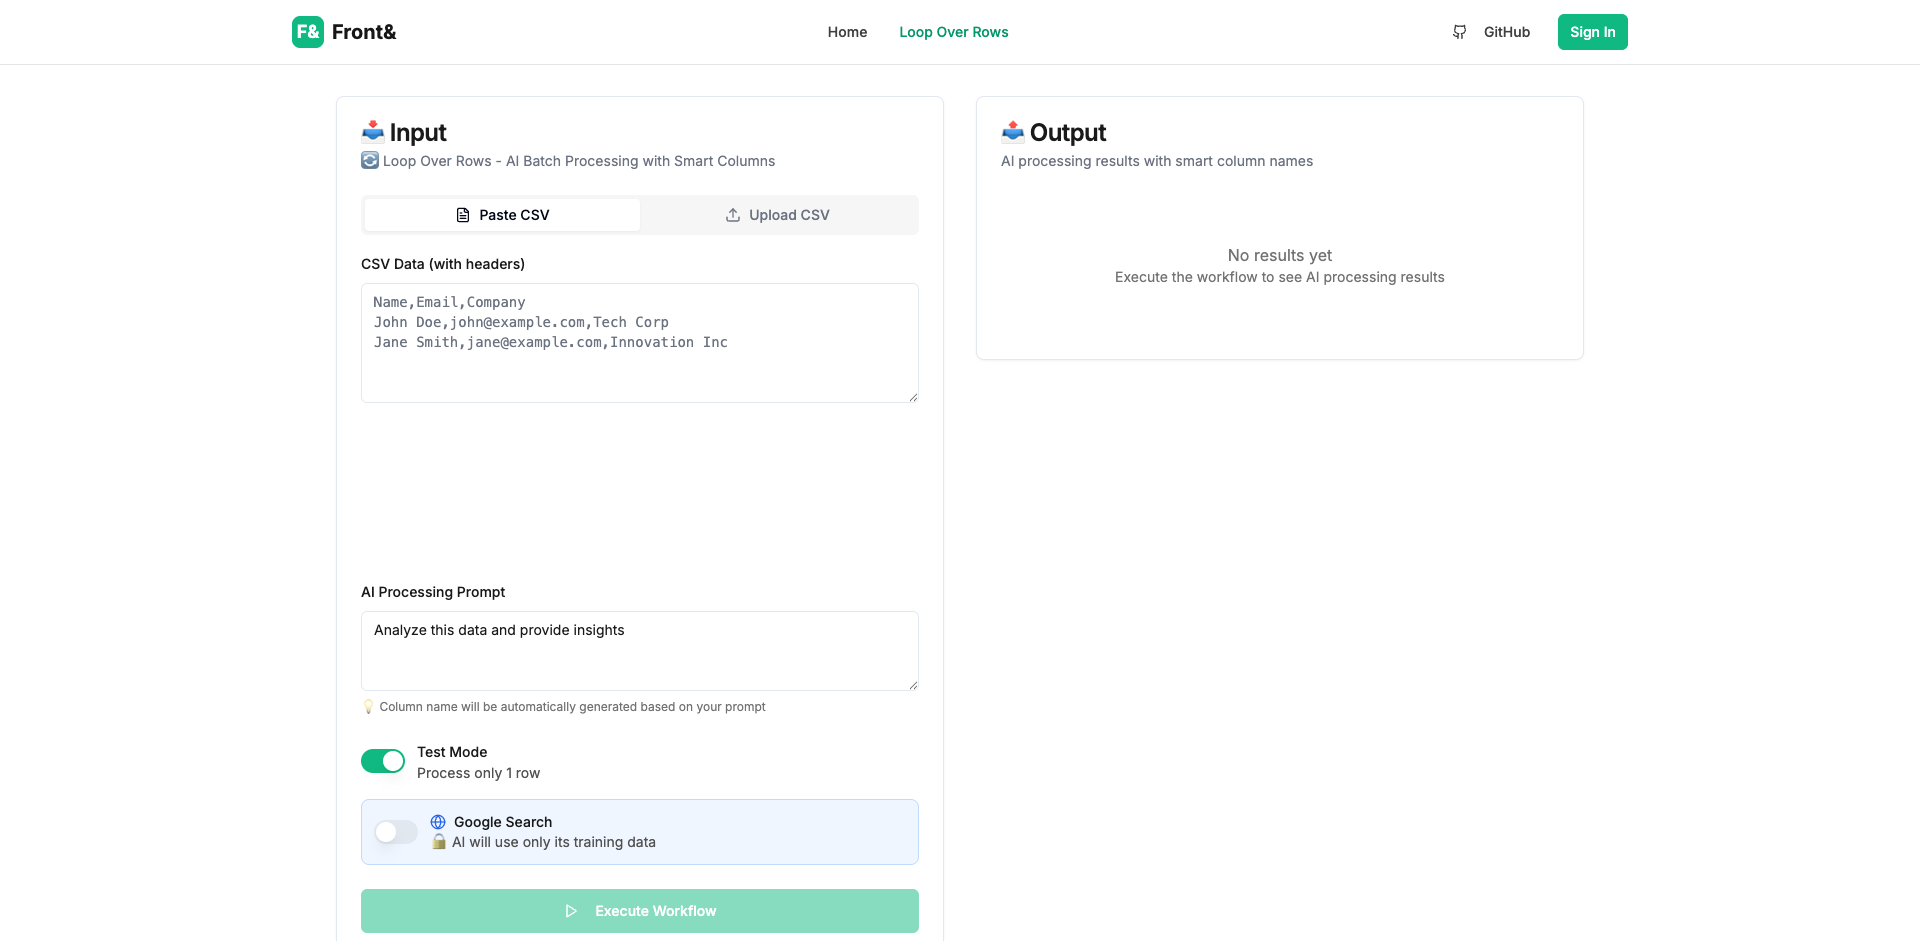 F& Front&
Home
Loop Over Rows
GitHub
Sign In
Input
Loop Over Rows - AI Batch Processing with Smart Columns
Paste CSV
Upload CSV
CSV Data (with headers)
Name,Email,Company
John Doe,john@example.com,Tech Corp
Jane Smith,jane@example.com,Innovation Inc
AI Processing Prompt
Analyze this data and provide insights
Column name will be automatically generated based on your prompt
Test Mode
Process only 1 row
Google Search
AI will use only its training data
Execute Workflow
Output
AI processing results with smart column names
No results yet
Execute the workflow to see AI processing results